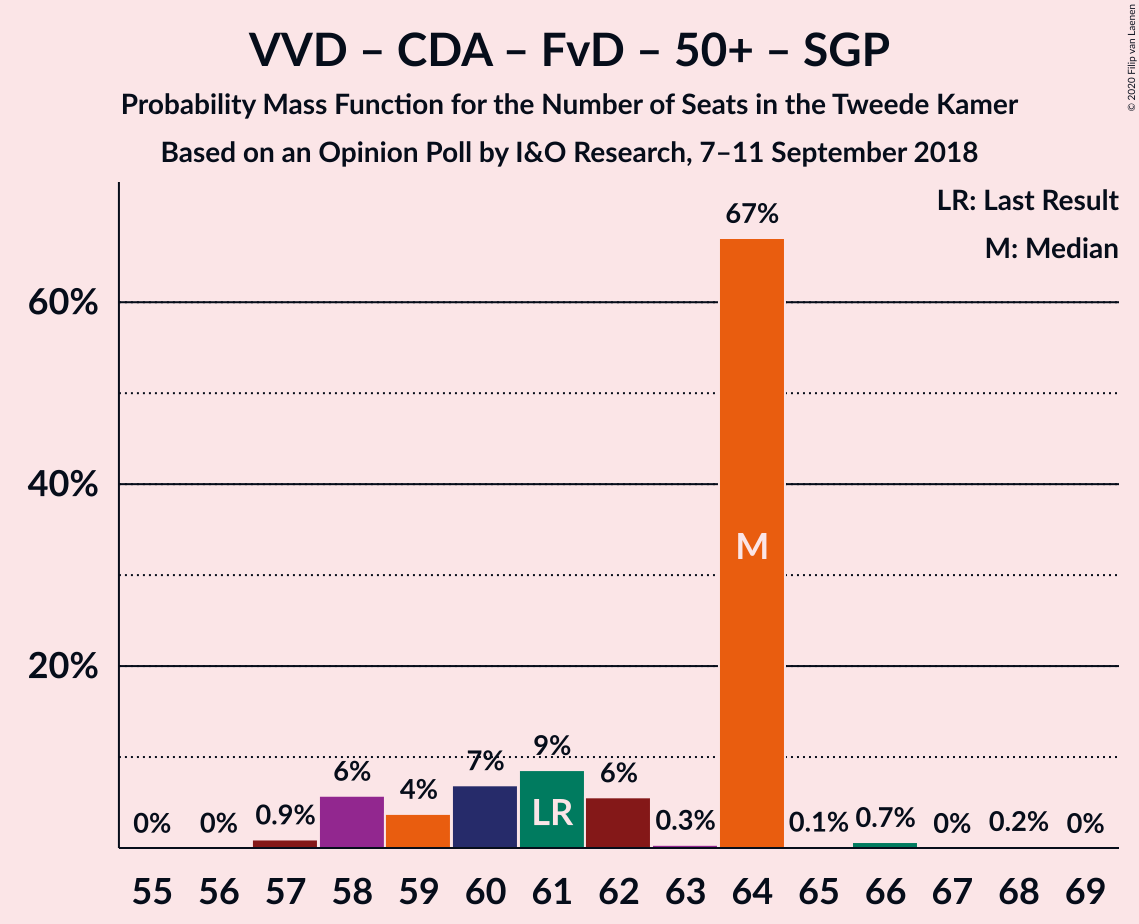 VVD – CDA – FvD – 50+ – SGP
Probability Mass Function for the Number of Seats in the Tweede Kamer
Based on an Opinion Poll by I&O Research, 7–11 September 2018
© 2020 Filip van Laenen
LR: Last Result
M: Median
67%
60%
40%
M
20%
9%
7%
6%
6%
4%
LR
0%
0%
0.9%
0.3%
0.1%
0.7%
0%
0.2%
0%
55 56 57 58 59 60 61 62 63 64 65 66 67 68 69